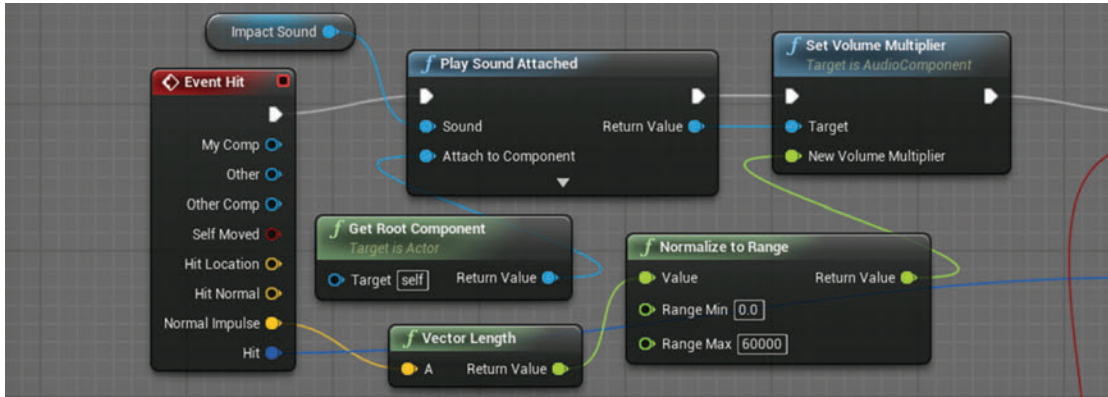 Impact Sound
Event Hit
My Comp
Other
Other Comp
Self Moved
Hit Location
Hit Normal
Normal Impulse
Hit
f Play Sound Attached
Sound
Return Value
Attach to Component
f Get Root Component
Target is Actor
Target self
Return Value
f Vector Length
A
Return Value
f Normalize to Range
Value
Return Value
Range Min 0.0
Range Max 60000
f Set Volume Multiplier
Target is AudioComponent
Target
New Volume Multiplier